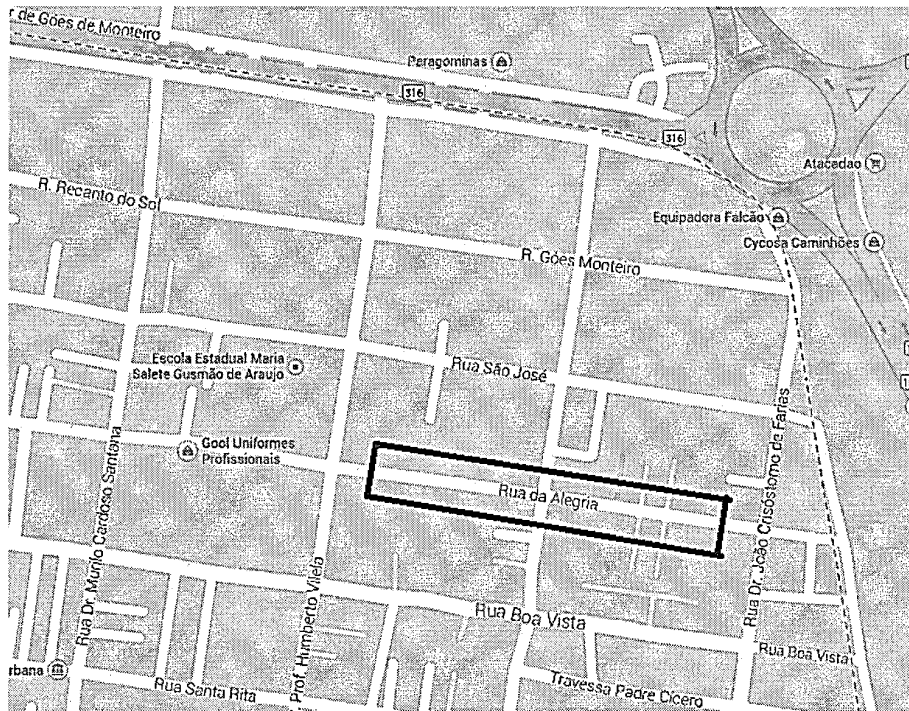 r de Góes de Monteiro
Paragominas
316
316
Atacadao
R. Recanto do Sol
Equipadora Falcão
Cycosa Caminhões
R. Góes Monteiro
Escola Estadual Maria
Salete Gusmão de Araujo
Rua São José
Gool Uniformes
Profissionais
Rua da Alegria
Rua Dr. Murilo Cardoso Santana
Prof. Humberto Vilela
Rua Dr. João Crisóstomo de Farias
Rua Boa Vista
Rua Boa Vista
rbana
Rua Santa Rita
Travessa Padre Cícero